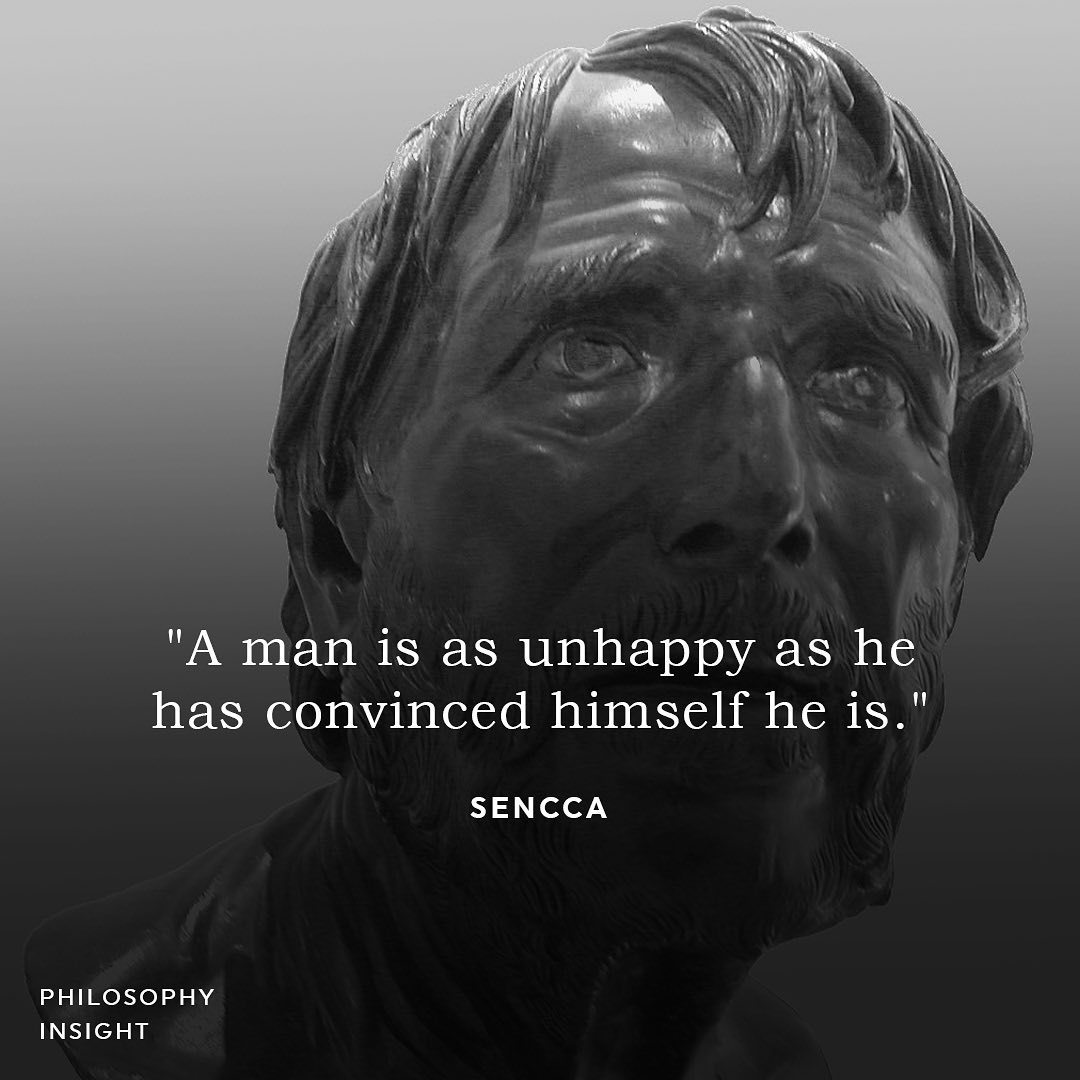 "A man is as unhappy as he
has convinced himself he is."
SENCCA
PHILOSOPHY
INSIGHT